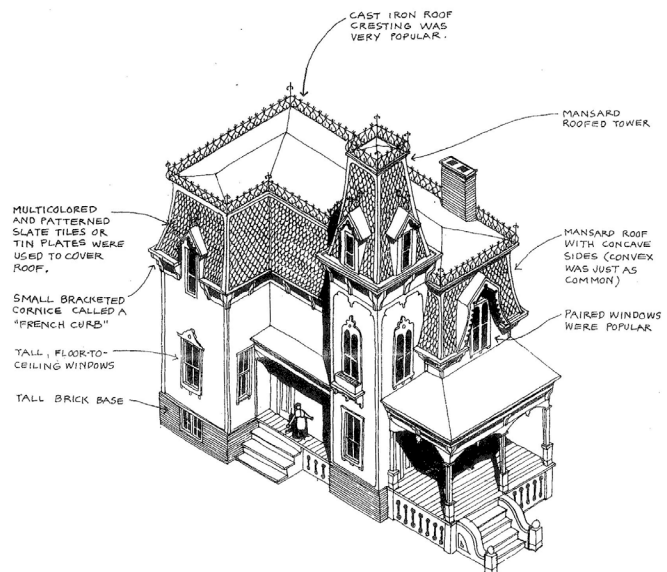 CAST IRON ROOF
CRESTING WAS
VERY POPULAR.
MANSARD
ROOFED TOWER
MULTICOLORED
AND PATTERNED
SLATE TILES OR
TIN PLATES WERE
USED TO COVER
ROOF.
MANSARD ROOF
WITH CONCAVE
SIDES (CONVEX
WAS JUST AS
COMMON)
SMALL BRACKETED
CORNICE CALLED A
"FRENCH CURB"
PAIRED WINDOWS
WERE POPULAR
TALL, FLOOR-TO-
CEILING WINDOWS
TALL BRICK BASE